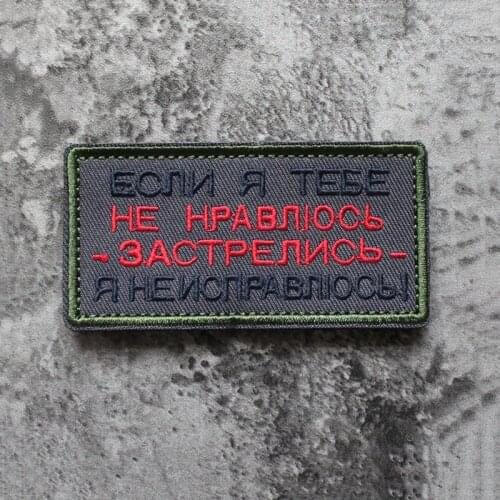 ЕСЛИ Я ТЕБЕ
НЕ НРАВЛЮСЬ
- ЗАСТРЕЛИСЬ -
Я НЕИСПРАВЛЮСЬ!